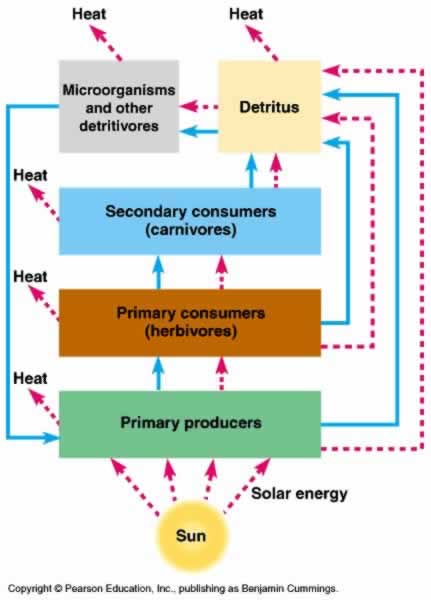 Heat
Heat
Microorganisms
and other
detritivores
Detritus
Heat
Secondary consumers
(carnivores)
Heat
Primary consumers
(herbivores)
Heat
Primary producers
Solar energy
Sun
Copyright © Pearson Education, Inc., publishing as Benjamin Cummings.